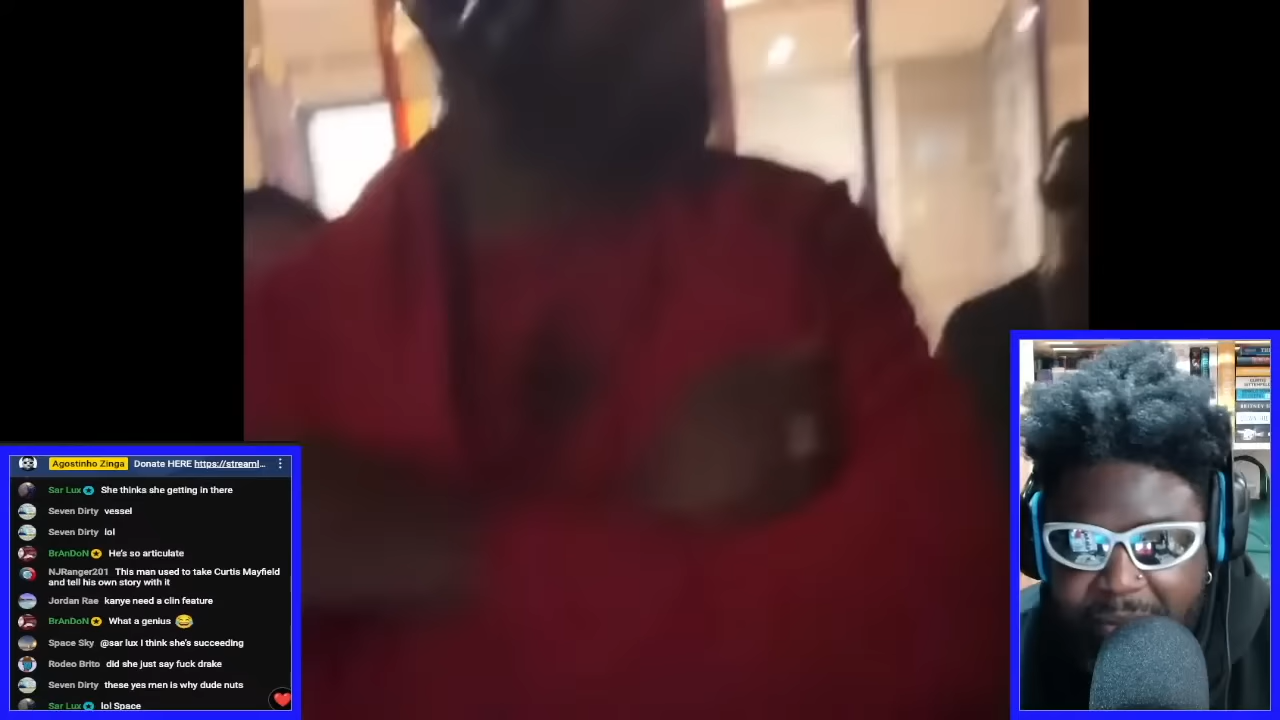 Agostinho Zinga Donate HERE https://streaml...
Sar Lux She thinks she getting in there
Seven Dirty vessel
Seven Dirty lol
BrAnDoN He's so articulate
NJRanger201 This man used to take Curtis Mayfield
and tell his own story with it
Jordan Rae kanye need a clin feature
BrAnDoN What a genius 😂
Space Sky @sar lux I think she's succeeding
Rodeo Brito did she just say fuck drake
Seven Dirty these yes men is why dude nuts
Sar Lux lol Space
CURTIS
SITTENFELD
BRITNEY S